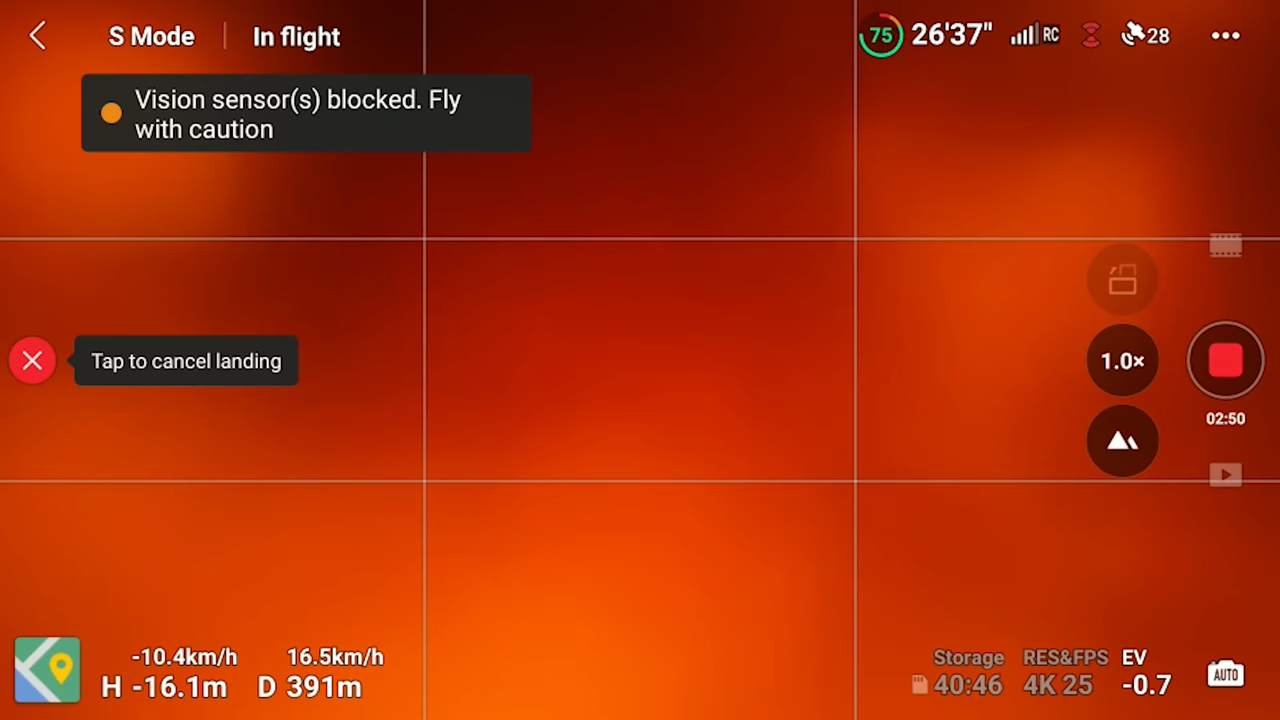 S Mode
In flight
75
26'37"
RC
28
Vision sensor(s) blocked. Fly
with caution
Tap to cancel landing
1.0×
02:50
-10.4km/h
16.5km/h
H -16.1m
D 391m
Storage
40:46
RES&FPS
4K 25
EV
-0.7
AUTO